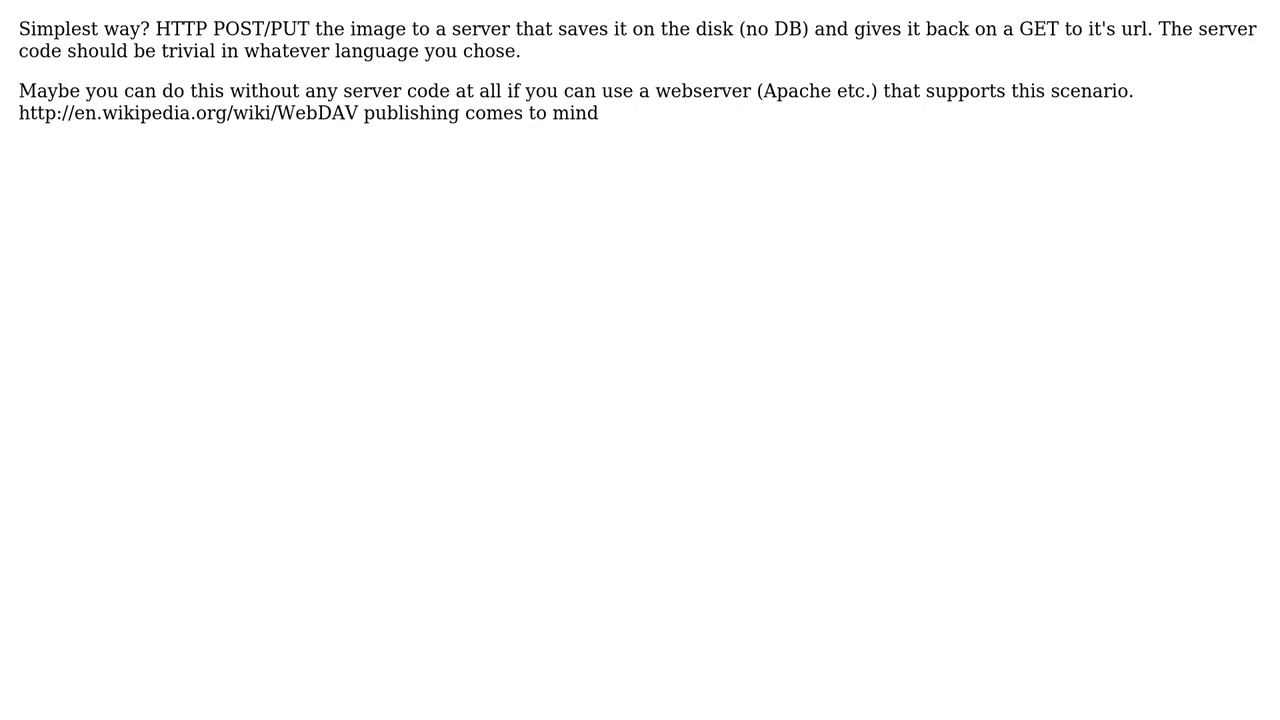 Simplest way? HTTP POST/PUT the image to a server that saves it on the disk (no DB) and gives it back on a GET to it's url. The server
code should be trivial in whatever language you chose.
Maybe you can do this without any server code at all if you can use a webserver (Apache etc.) that supports this scenario.
http://en.wikipedia.org/wiki/WebDAV publishing comes to mind